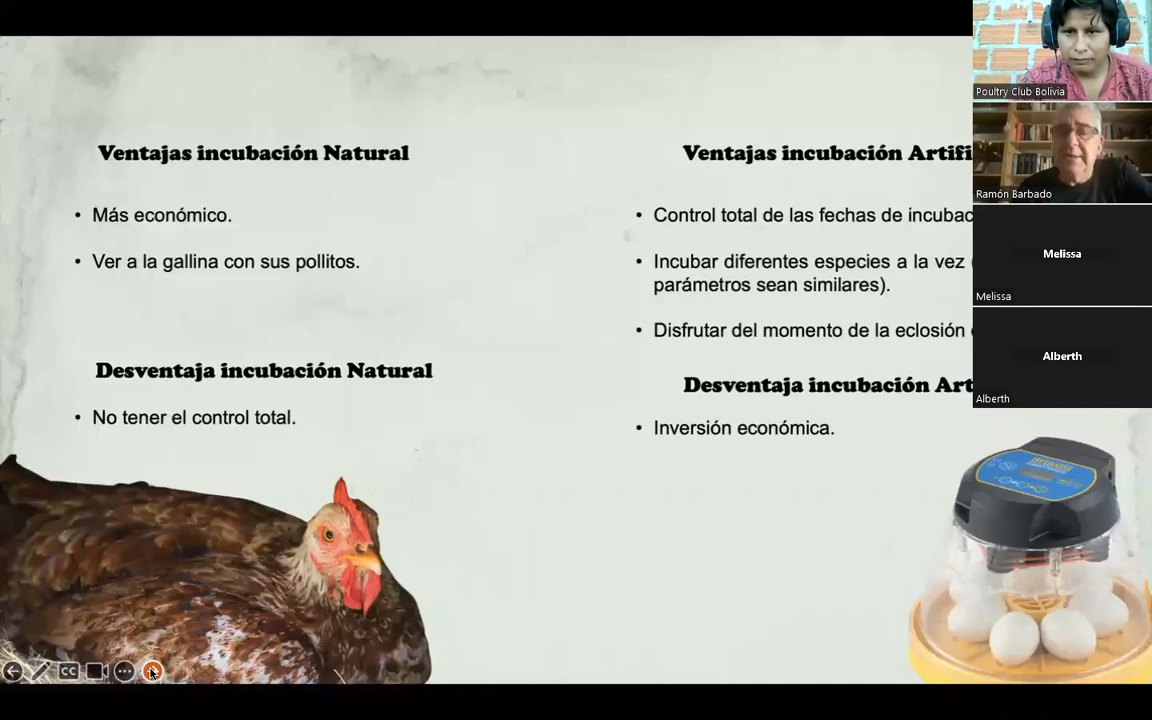 Ventajas incubación Natural
• Más económico.
• Ver a la gallina con sus pollitos.
Desventaja incubación Natural
• No tener el control total.
Ventajas incubación Artifi
• Control total de las fechas de incubac
• Incubar diferentes especies a la vez
parámetros sean similares).
• Disfrutar del momento de la eclosión
Desventaja incubación Art
• Inversión económica.
Poultry Club Bolivia
Ramón Barbado
Melissa
Melissa
Alberth
Alberth
CC